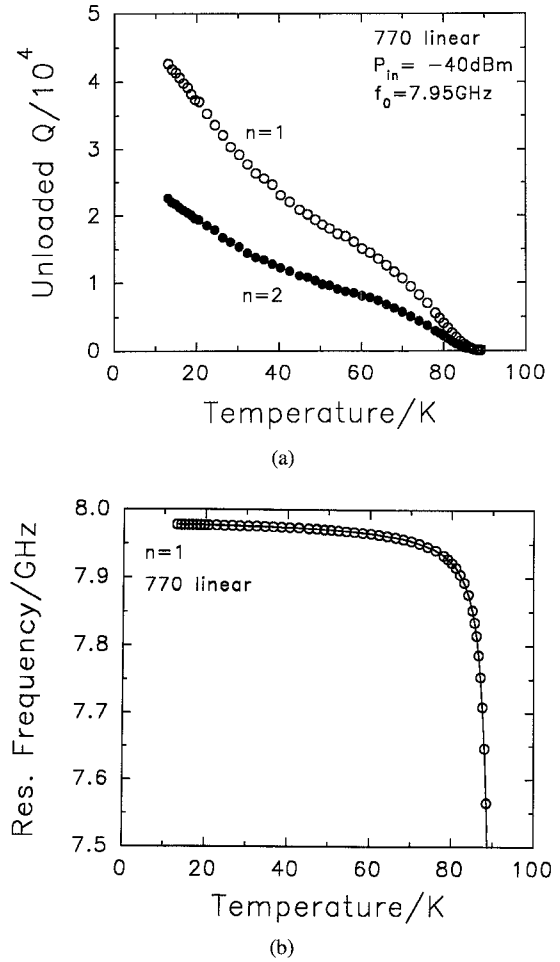 (a)
5
4
3
2
1
0
Unloaded Q/10⁴
770 linear
P_in = −40dBm
f_0=7.95GHz
n=1
n=2
0 20 40 60 80 100
Temperature/K
(a)
8.0
7.9
7.8
7.7
7.6
7.5
Res. Frequency/GHz
n=1
770 linear
0 20 40 60 80 100
Temperature/K
(b)